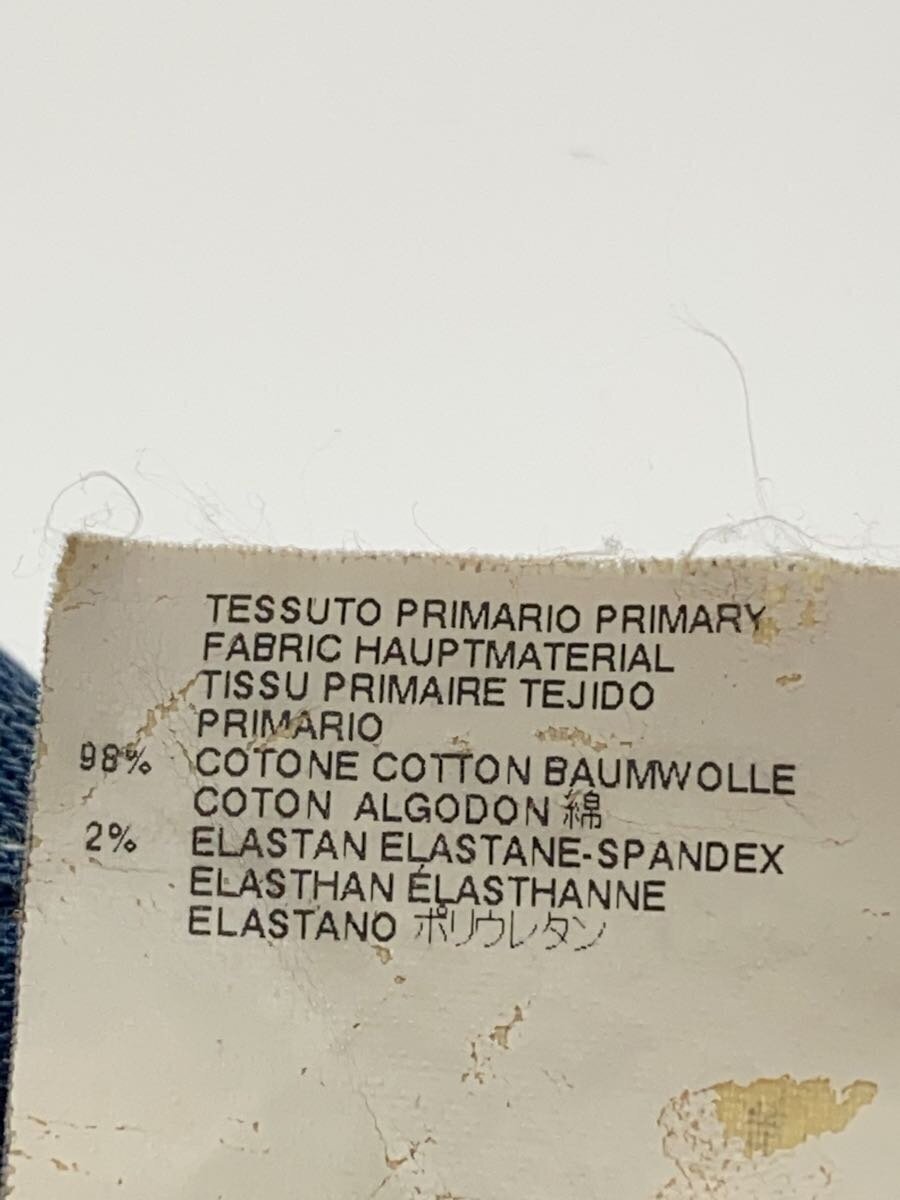 TESSUTO PRIMARIO PRIMARY
FABRIC HAUPTMATERIAL
TISSU PRIMAIRE TEJIDO
PRIMARIO
98% COTONE COTTON BAUMWOLLE
COTON ALGODON 綿
2% ELASTAN ELASTANE-SPANDEX
ELASTHAN ELASTHANNE
ELASTANO ポリウレタン